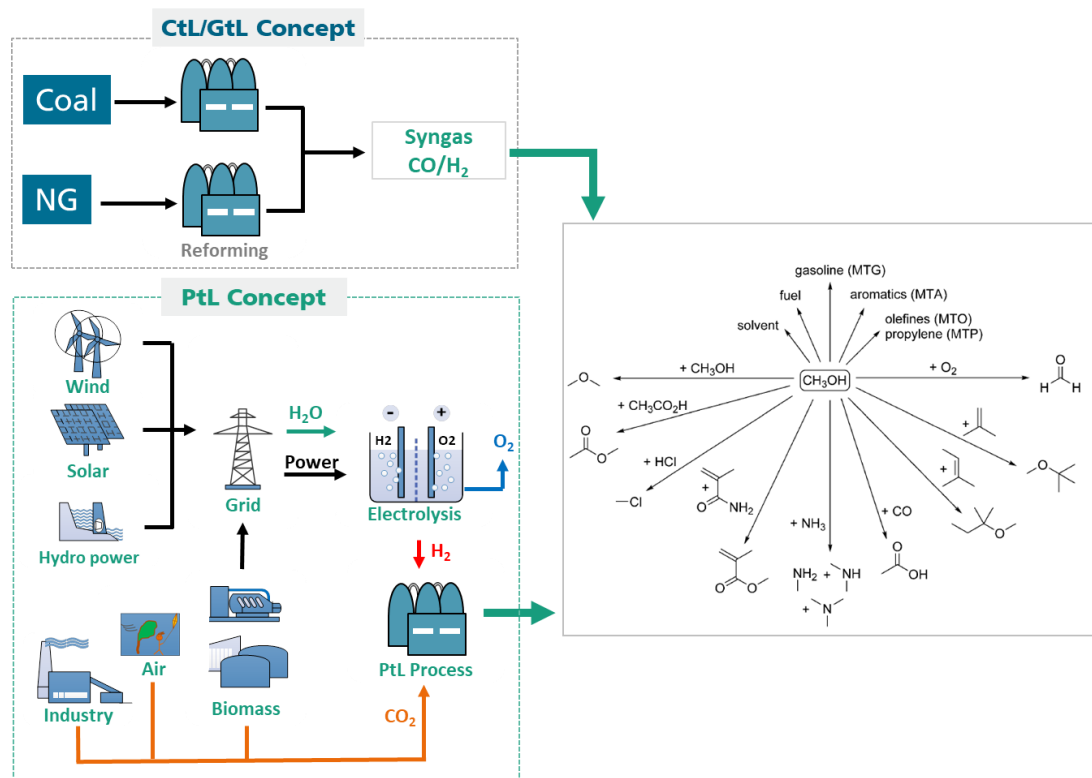 CtL/GtL Concept
Coal
NG
Reforming
Syngas
CO/H₂
PtL Concept
Wind
Solar
Hydro power
Grid
H₂O
Power
-
+
H2
O2
O₂
Electrolysis
H₂
PtL Process
Industry
Air
Biomass
CO₂
gasoline (MTG)
fuel
aromatics (MTA)
solvent
olefines (MTO)
propylene (MTP)
CH₃OH
+ CH₃OH
O
+ O₂
O
H H
+ CH₃CO₂H
O
O
+ HCl
Cl
+
O NH₂
O
O
+ NH₃
NH₂ + NH
+ N
+ CO
O
OH
+
O
+
O